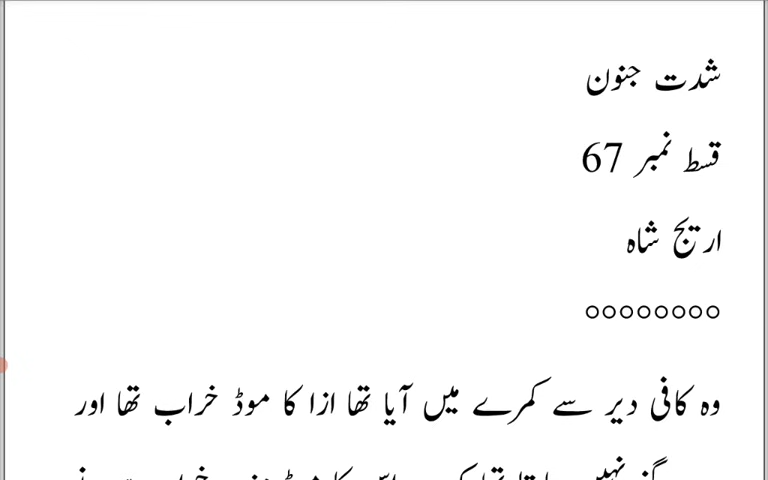 شدت جنون
قسط نمبر 67
اریج شاہ
○○○○○○○○
وہ کافی دیر سے کمرے میں آیا تھا ازا کا موڈ خراب تھا اور
نہیں